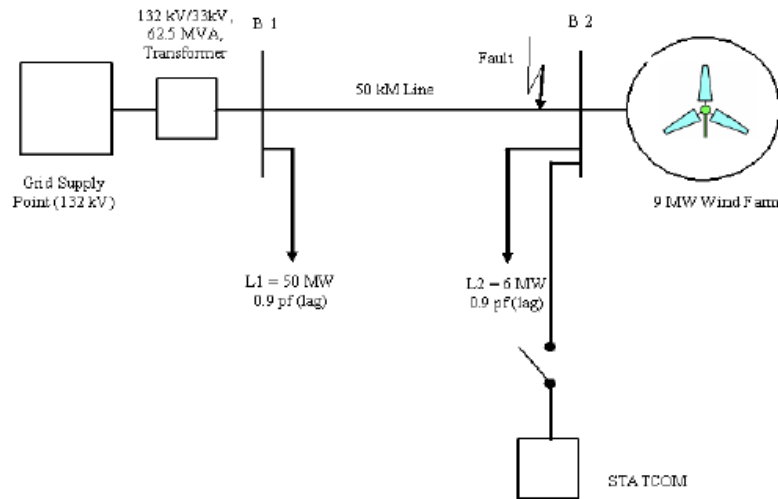 132 kV/33kV,
62.5 MVA,
Transformer
B 1
B 2
Fault
50 kM Line
Grid Supply
Point (132 kV)
9 MW Wind Farm
L1 = 50 MW
0.9 pf (lag)
L2 = 6 MW
0.9 pf (lag)
STATCOM